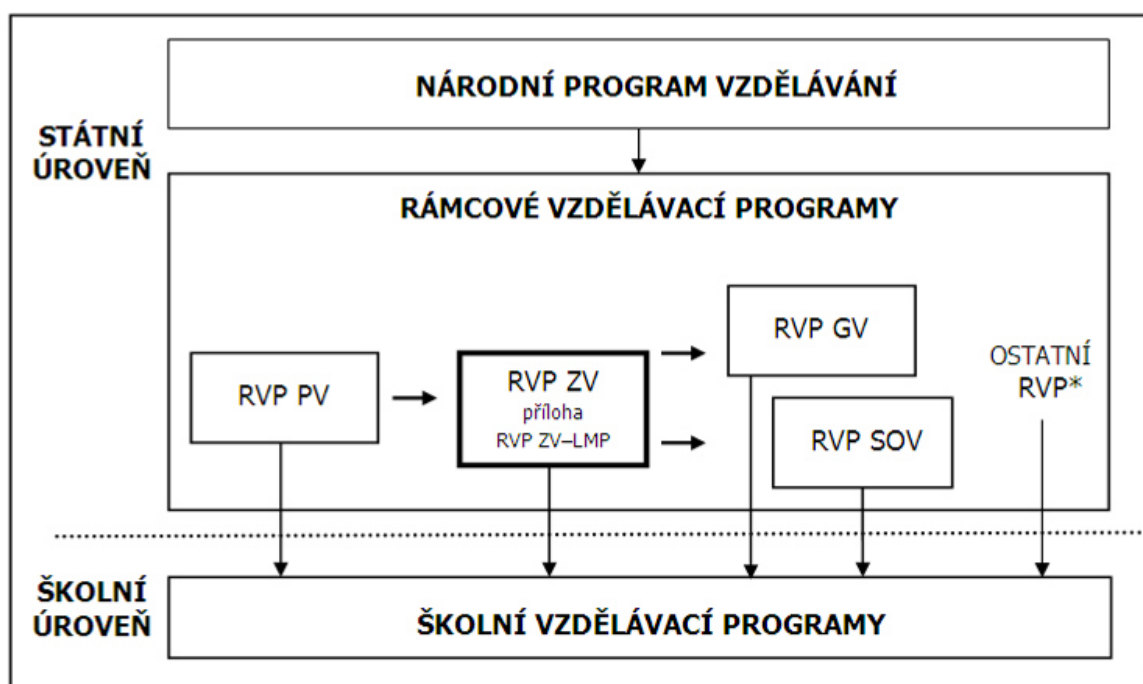 NÁRODNÍ PROGRAM VZDĚLÁVÁNÍ
STÁTNÍ
ÚROVEŇ
RÁMCOVÉ VZDĚLÁVACÍ PROGRAMY
RVP PV
RVP ZV
příloha
RVP ZV–LMP
RVP GV
RVP SOV
OSTATNÍ
RVP*
ŠKOLNÍ
ÚROVEŇ
ŠKOLNÍ VZDĚLÁVACÍ PROGRAMY